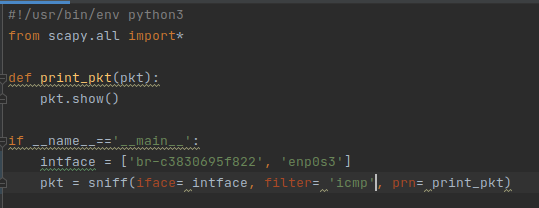 #!/usr/bin/env python3
from scapy.all import*
def print_pkt(pkt):
    pkt.show()
if __name__=='__main__':
    intface = ['br-c3830695f822', 'enp0s3']
    pkt = sniff(iface= intface, filter= 'icmp', prn= print_pkt)